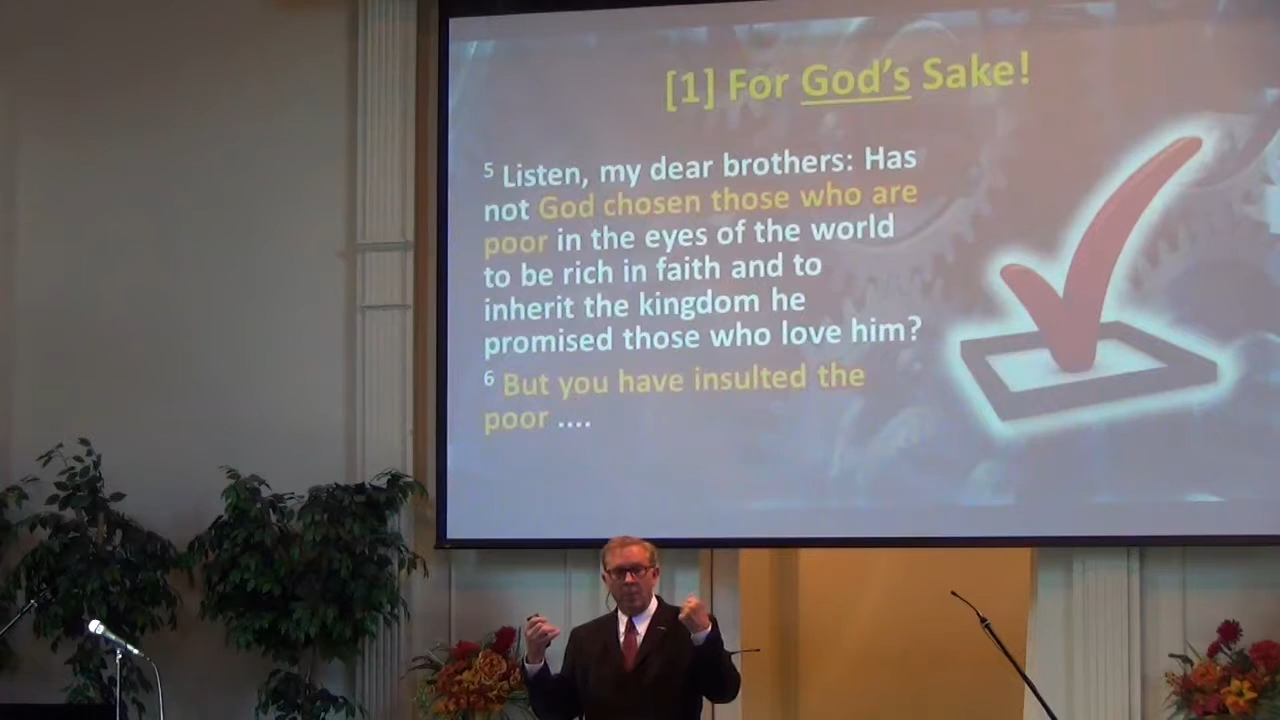 [1] For God's Sake!
5 Listen, my dear brothers: Has
not God chosen those who are
poor in the eyes of the world
to be rich in faith and to
inherit the kingdom he
promised those who love him?
6 But you have insulted the
poor ....